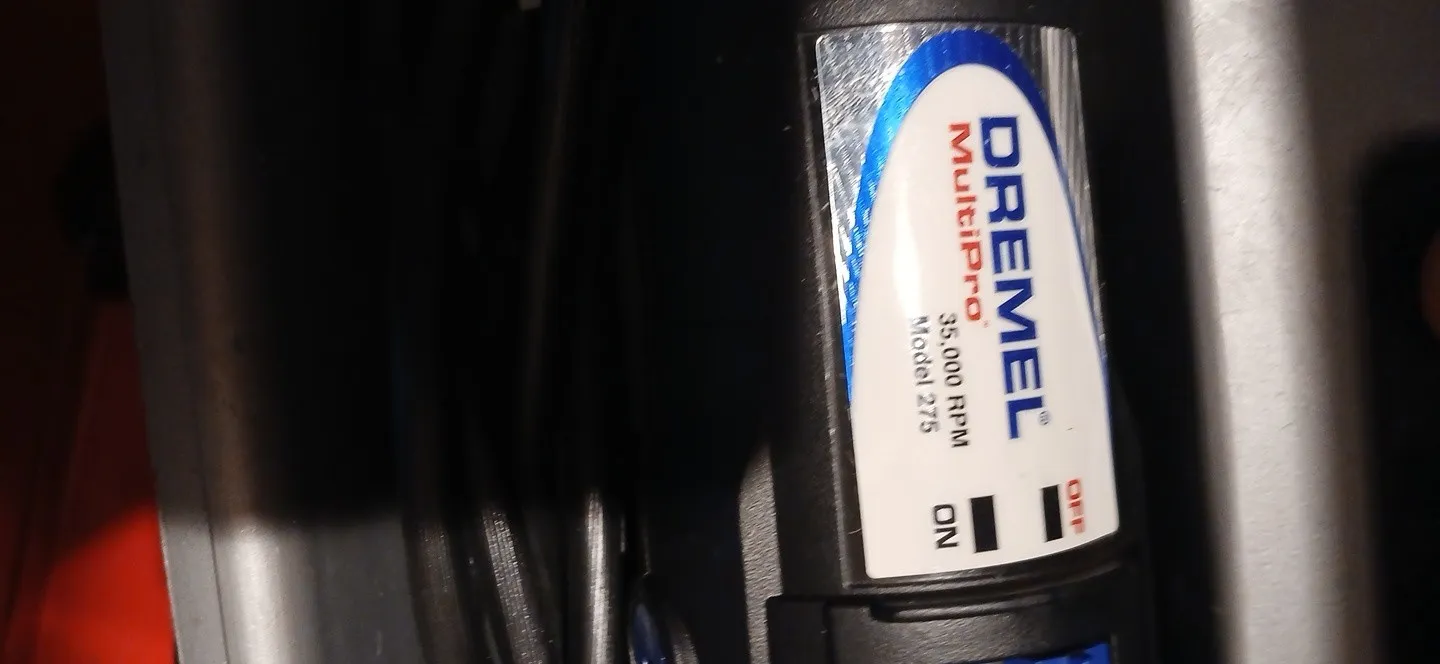 DREMEL®
MultiPro
35,000 RPM
Model 275
OFF
ON